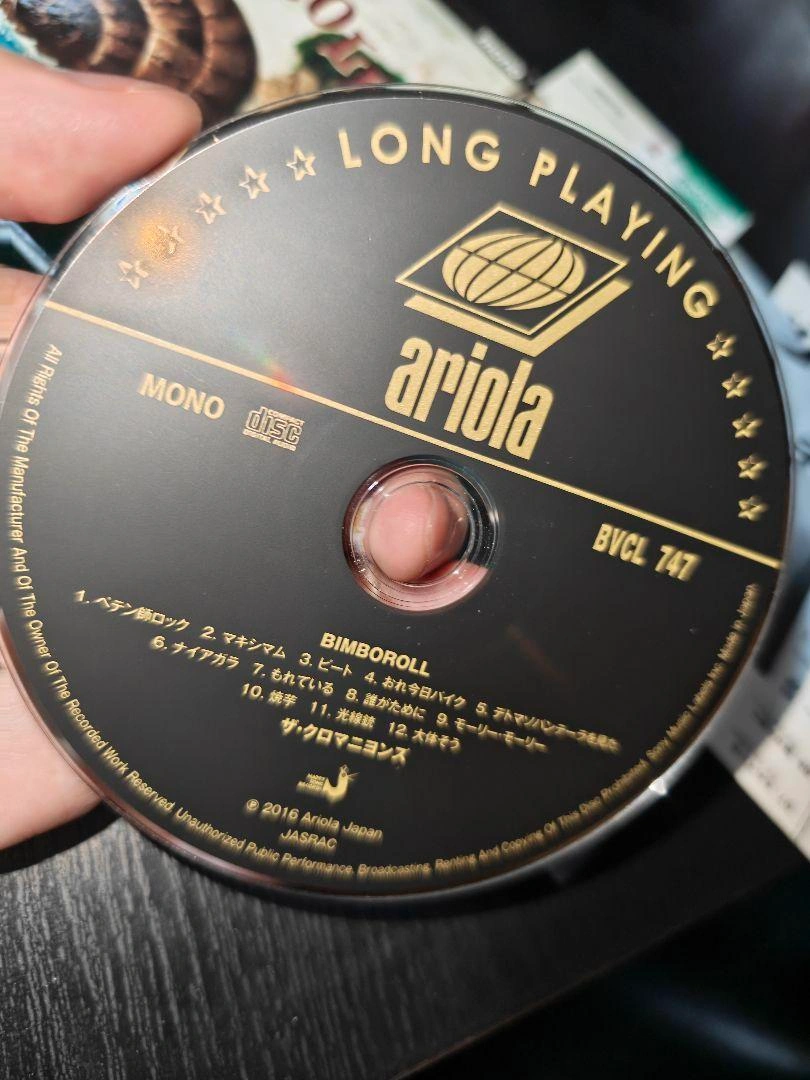 ☆☆☆☆☆ LONG PLAYING ☆☆☆☆☆
ariola
MONO
COMPACT
disc
DIGITAL AUDIO
BVCL 747
BIMBOROLL
1. ペテン師ロック 2. マキシマム 3. ピート 4. おれ今日バイク 5. デトマソパンテーラを見た
6. ナイアガラ 7. もれている 8. 誰がために 9. モーリー・モーリー
10. 焼芋 11. 光線銃 12. 大体そう
ザ・クロマニヨンズ
Ⓟ 2016 Ariola Japan
JASRAC
All Rights Of The Manufacturer And Of The Owner Of The Recorded Work Reserved. Unauthorized Public Performance, Broadcasting, Renting And Copying Of This Disc Prohibited. Sony Music Labels Inc. Made in Japan